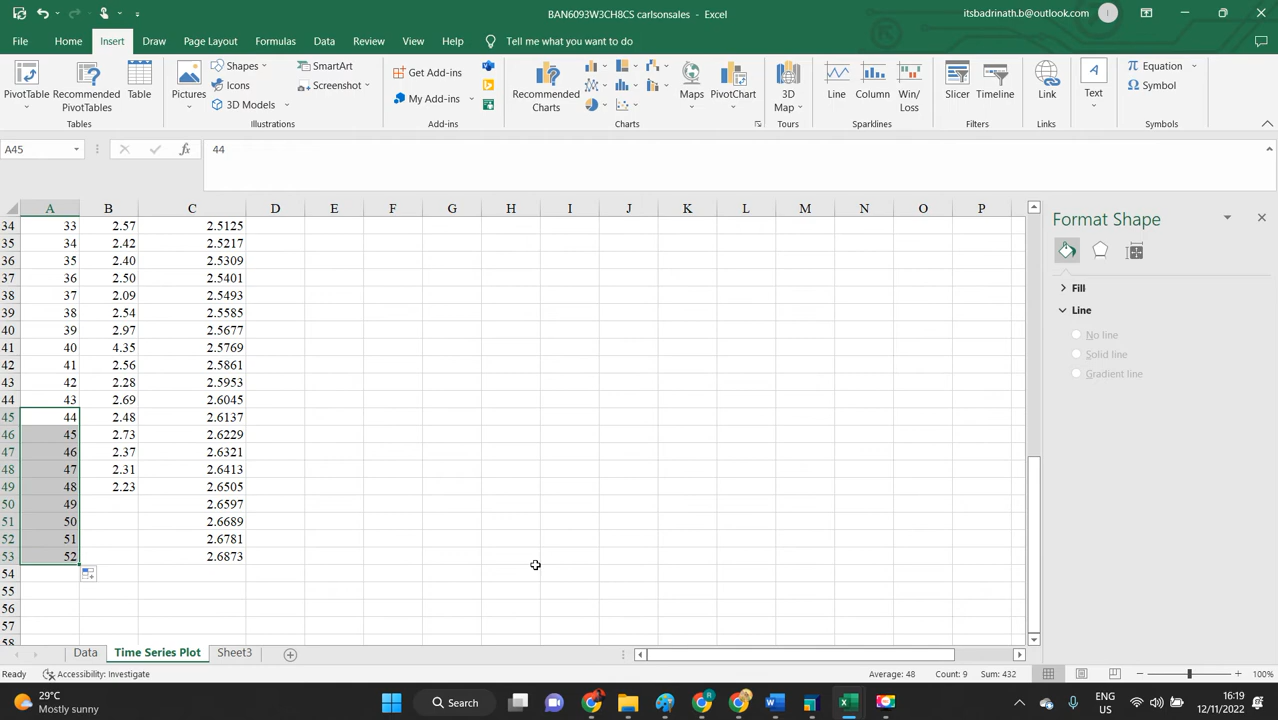 BAN6093W3CH8CS carlsonsales - Excel
itsbadrinath.b@outlook.com I
File Home Insert Draw Page Layout Formulas Data Review View Help Tell me what you want to do
PivotTable Recommended PivotTables Table
Tables
Pictures Shapes Icons 3D Models SmartArt Screenshot
Illustrations
Get Add-ins My Add-ins
Add-ins
Recommended Charts Maps PivotChart
Charts
3D Map
Tours
Line Column Win/Loss
Sparklines
Slicer Timeline
Filters
Link
Links
Text
Equation Symbol
Symbols
A45 fx 44
A B C D E F G H I J K L M N O P
34 33 2.57 2.5125
35 34 2.42 2.5217
36 35 2.40 2.5309
37 36 2.50 2.5401
38 37 2.09 2.5493
39 38 2.54 2.5585
40 39 2.97 2.5677
41 40 4.35 2.5769
42 41 2.56 2.5861
43 42 2.28 2.5953
44 43 2.69 2.6045
45 44 2.48 2.6137
46 45 2.73 2.6229
47 46 2.37 2.6321
48 47 2.31 2.6413
49 48 2.23 2.6505
50 49 2.6597
51 50 2.6689
52 51 2.6781
53 52 2.6873
54
55
56
57
58
Format Shape
Fill
Line
No line
Solid line
Gradient line
Data Time Series Plot Sheet3
Ready Accessibility: Investigate Average: 48 Count: 9 Sum: 432 100%
29°C
Mostly sunny
Search
ENG
IN
16:19
12/11/2022